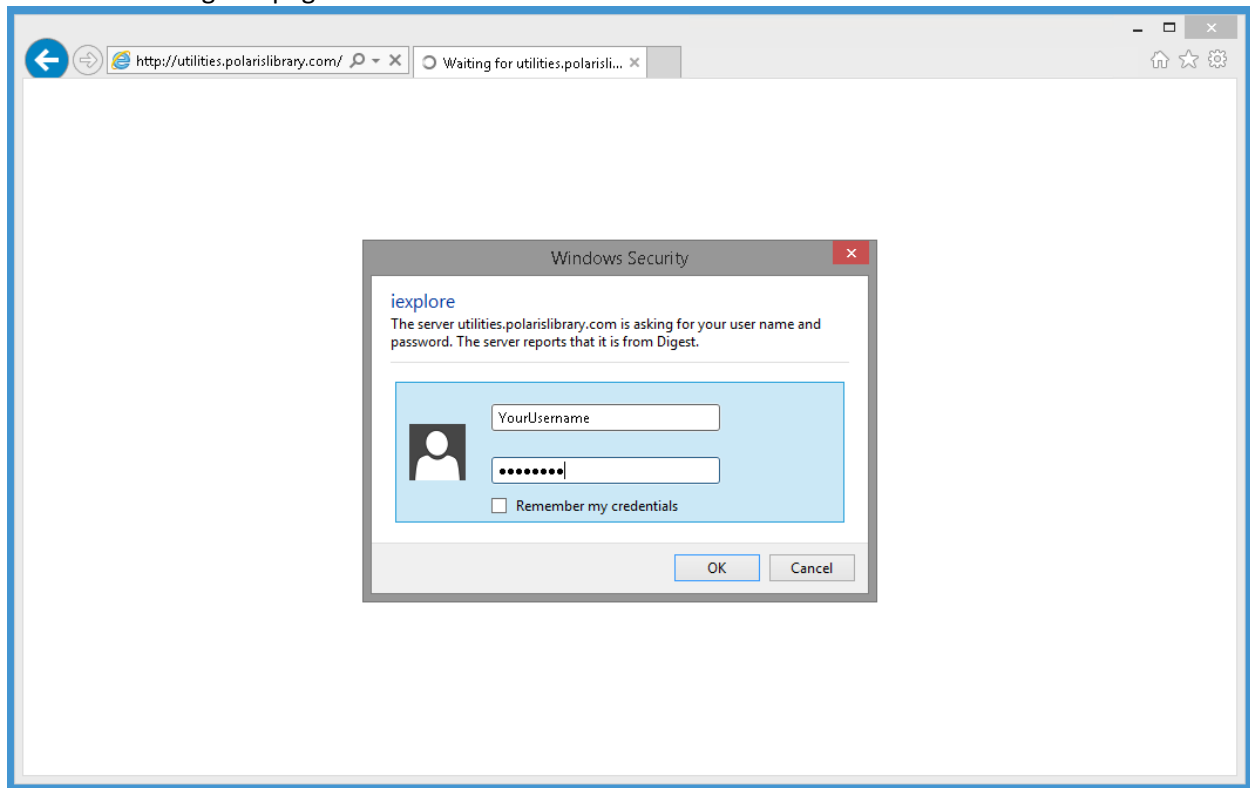 http://utilities.polarislibrary.com/
Waiting for utilities.polarisli...
Windows Security
iexplore
The server utilities.polarislibrary.com is asking for your user name and
password. The server reports that it is from Digest.
YourUsername
••••••••
Remember my credentials
OK Cancel